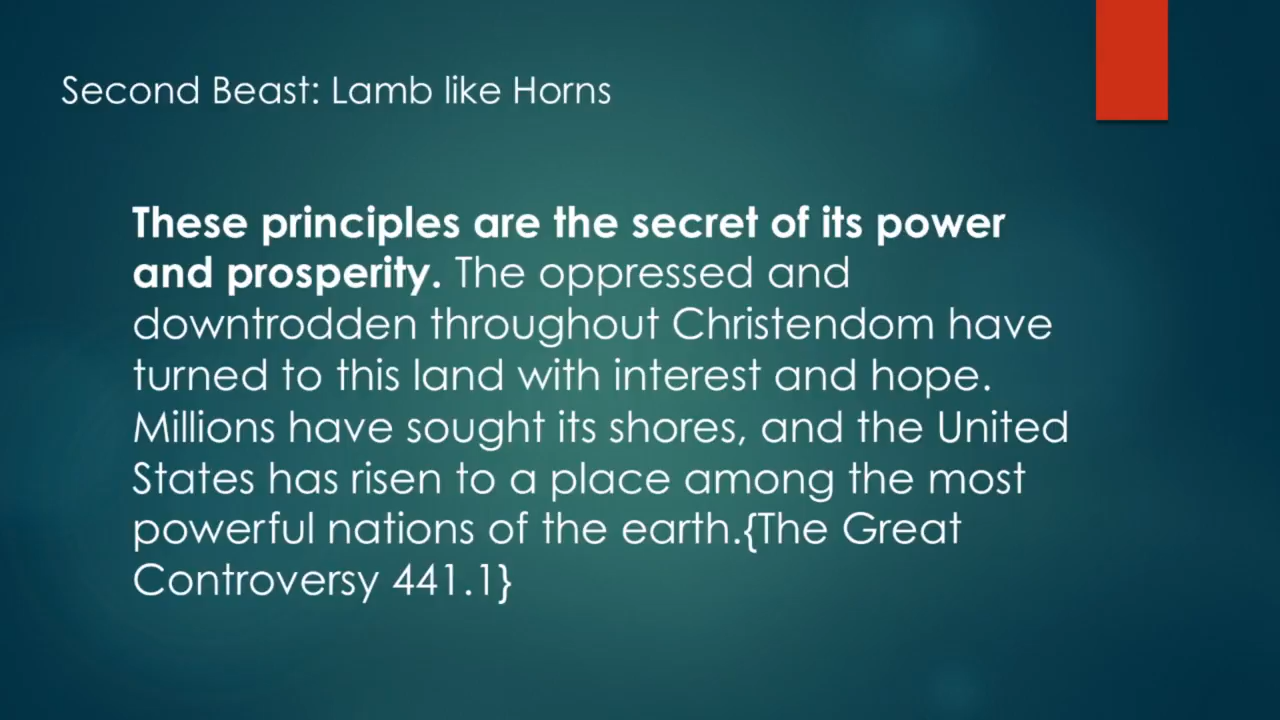 Second Beast: Lamb like Horns
These principles are the secret of its power
and prosperity. The oppressed and
downtrodden throughout Christendom have
turned to this land with interest and hope.
Millions have sought its shores, and the United
States has risen to a place among the most
powerful nations of the earth.{The Great
Controversy 441.1}